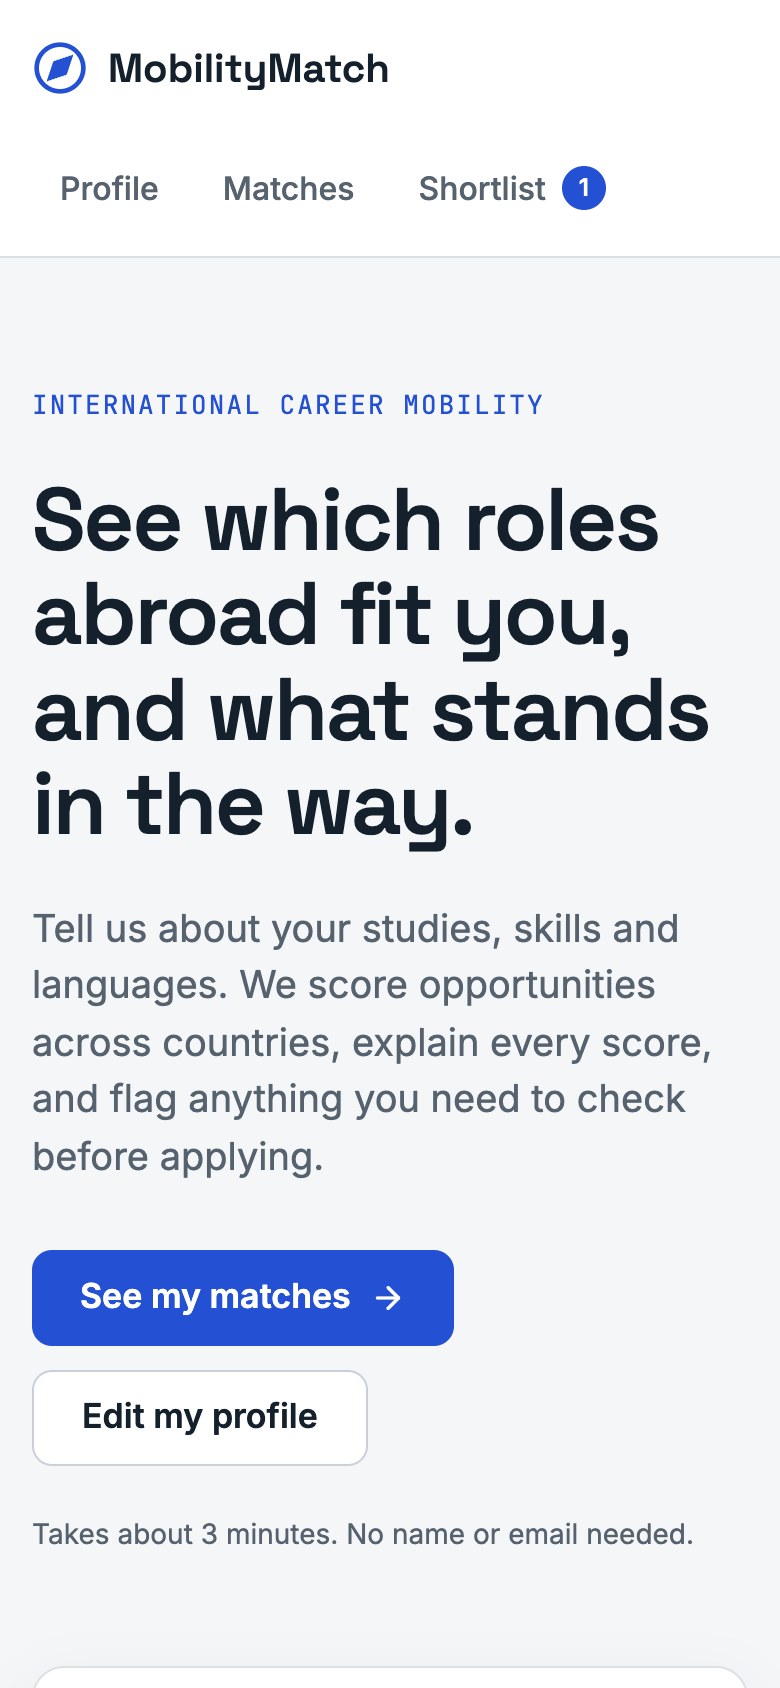 MobilityMatch
Profile Matches Shortlist 1
INTERNATIONAL CAREER MOBILITY
See which roles
abroad fit you,
and what stands
in the way.
Tell us about your studies, skills and
languages. We score opportunities
across countries, explain every score,
and flag anything you need to check
before applying.
See my matches →
Edit my profile
Takes about 3 minutes. No name or email needed.